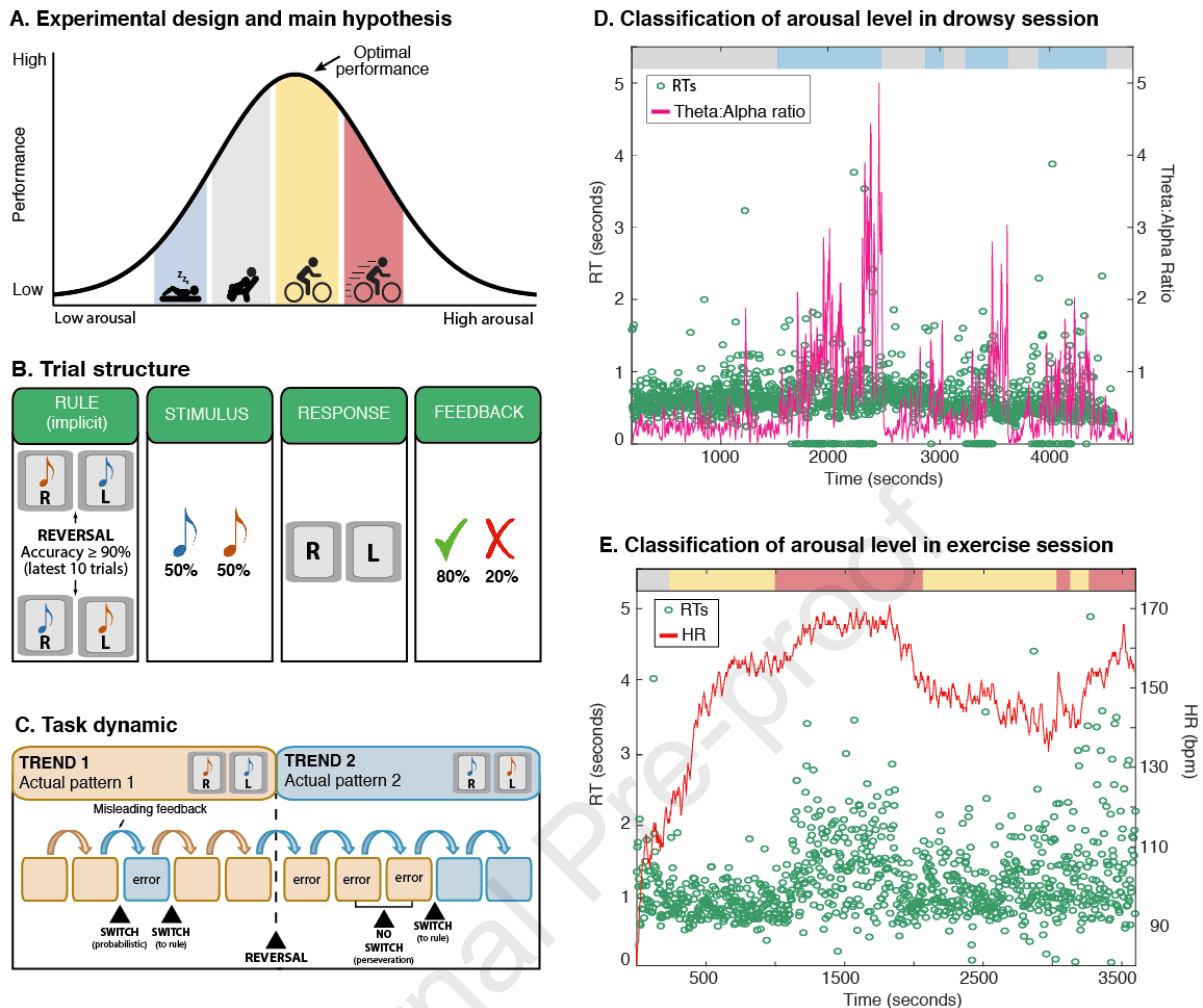 A. Experimental design and main hypothesis
High
Optimal
performance
Performance
Low
Low arousal
High arousal
z
z
z
B. Trial structure
RULE
(implicit)
STIMULUS
RESPONSE
FEEDBACK
R
L
REVERSAL
Accuracy ≥ 90%
(latest 10 trials)
R
L
50%
50%
R
L
80%
20%
C. Task dynamic
TREND 1
Actual pattern 1
R
L
TREND 2
Actual pattern 2
R
L
Misleading feedback
error
error
error
error
SWITCH
(probabilistic)
SWITCH
(to rule)
REVERSAL
NO
SWITCH
(perseveration)
SWITCH
(to rule)
D. Classification of arousal level in drowsy session
RTs
Theta:Alpha ratio
5
4
3
2
1
0
RT (seconds)
5
4
3
2
1
Theta:Alpha Ratio
1000
2000
3000
4000
Time (seconds)
E. Classification of arousal level in exercise session
RTs
HR
5
4
3
2
1
0
RT (seconds)
170
150
130
110
90
HR (bpm)
500
1500
2500
3500
Time (seconds)
nal Pre-proof